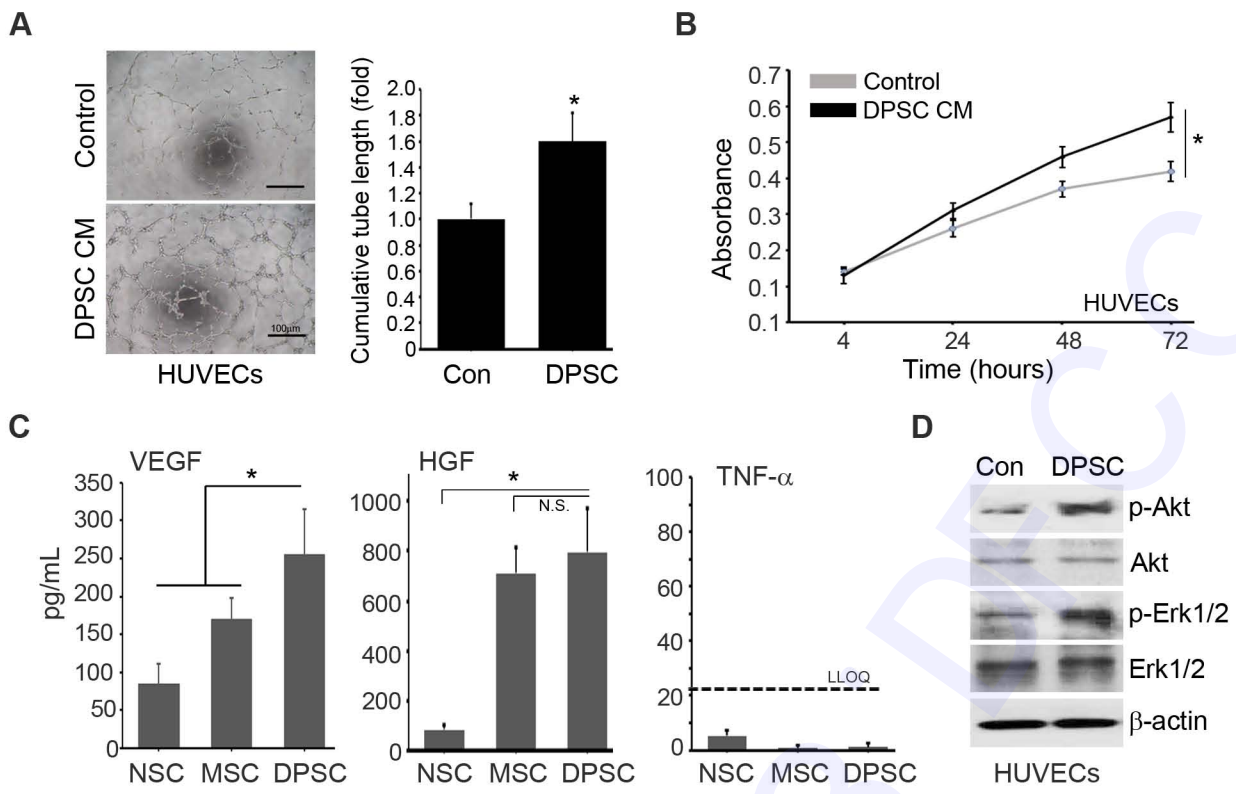 A
Control
DPSC CM
100µm
HUVECs
Cumulative tube length (fold)
2.0
1.8
1.6
1.4
1.2
1.0
0.8
0.6
0.4
0.2
0
*
Con DPSC
B
Absorbance
0.7
0.6
0.5
0.4
0.3
0.2
0.1
0.1
Control
DPSC CM
*
HUVECs
4 24 48 72
Time (hours)
C
VEGF
pg/mL
350
300
250
200
150
100
50
0
*
NSC MSC DPSC
HGF
1000
800
600
400
200
0
*
N.S.
NSC MSC DPSC
TNF-α
100
80
60
40
20
0
LLOQ
NSC MSC DPSC
D
Con DPSC
p-Akt
Akt
p-Erk1/2
Erk1/2
β-actin
HUVECs